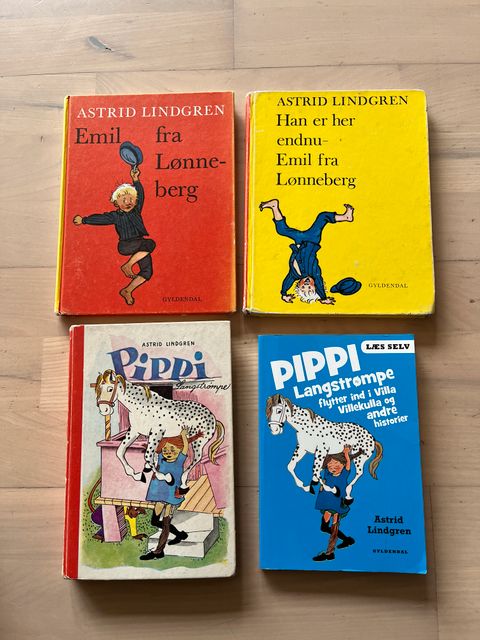 ASTRID LINDGREN
Emil fra
Lønne-
berg
GYLDENDAL
ASTRID LINDGREN
Han er her
endnu-
Emil fra
Lønneberg
GYLDENDAL
ASTRID LINDGREN
Pippi
Langstrømpe
LÆS SELV
PIPPI
Langstrømpe
flytter ind i Villa
Villekulla og
andre
historier
Astrid
Lindgren
GYLDENDAL